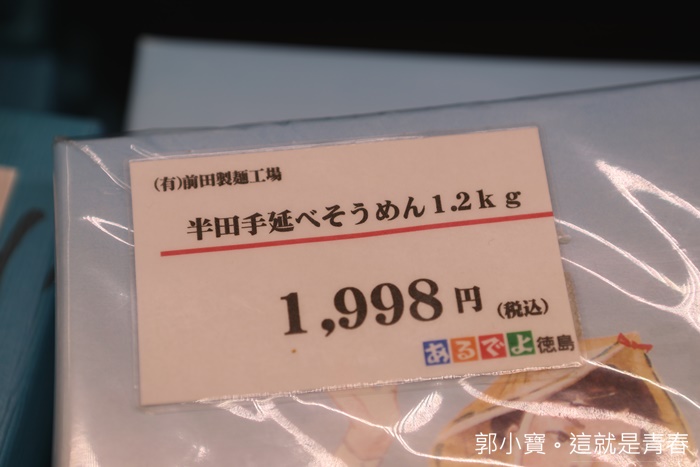 (有)前田製麺工場
半田手延べそうめん1.2kg
1,998円(税込)
あるでよ徳島
郭小寶。這就是青春